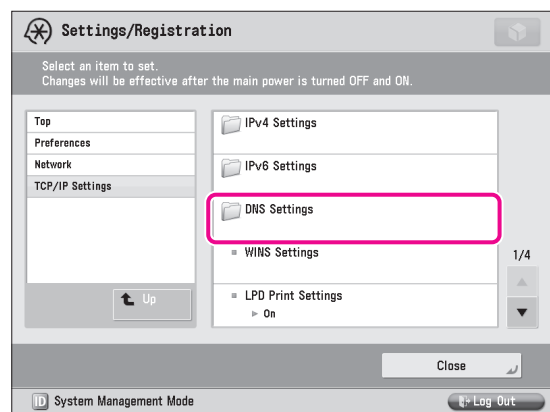 Settings/Registration
Select an item to set.
Changes will be effective after the main power is turned OFF and ON.
Top
Preferences
Network
TCP/IP Settings
Up
IPv4 Settings
IPv6 Settings
DNS Settings
WINS Settings
LPD Print Settings
On
1/4
Close
ID System Management Mode
Log Out